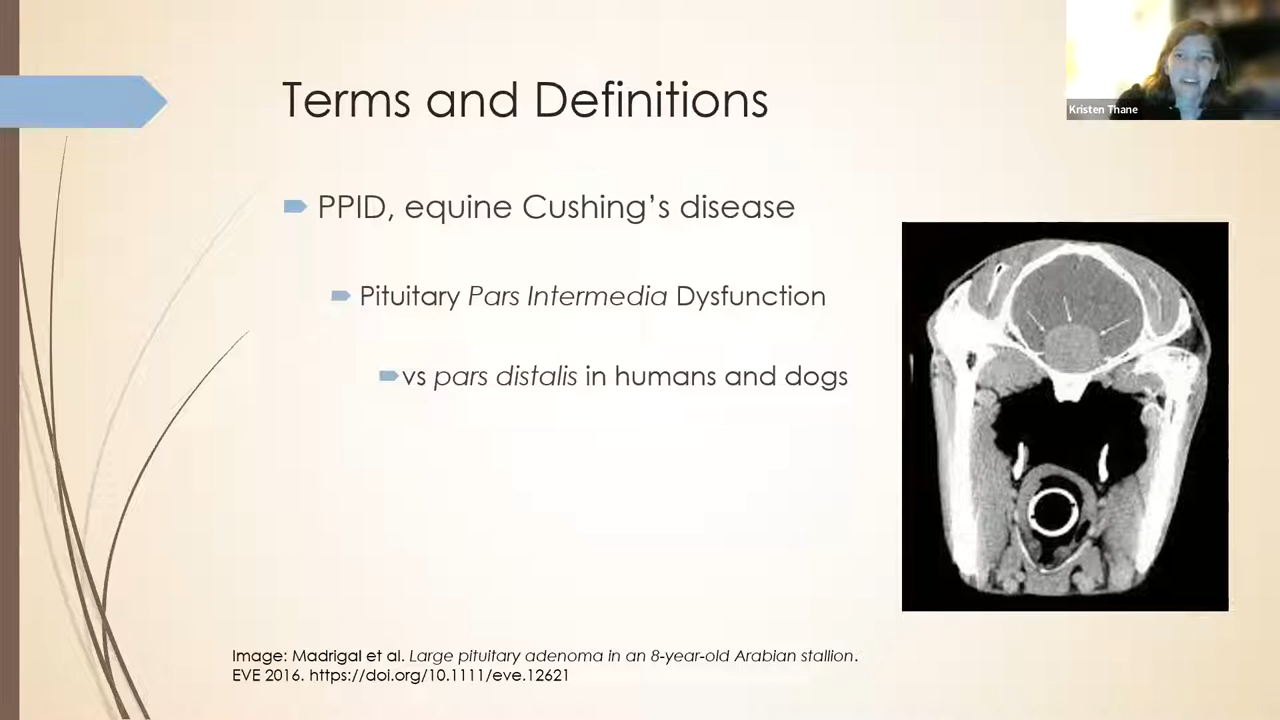 Terms and Definitions
Kristen Thane
PPID, equine Cushing's disease
Pituitary Pars Intermedia Dysfunction
vs pars distalis in humans and dogs
Image: Madrigal et al. Large pituitary adenoma in an 8-year-old Arabian stallion.
EVE 2016. https://doi.org/10.1111/eve.12621